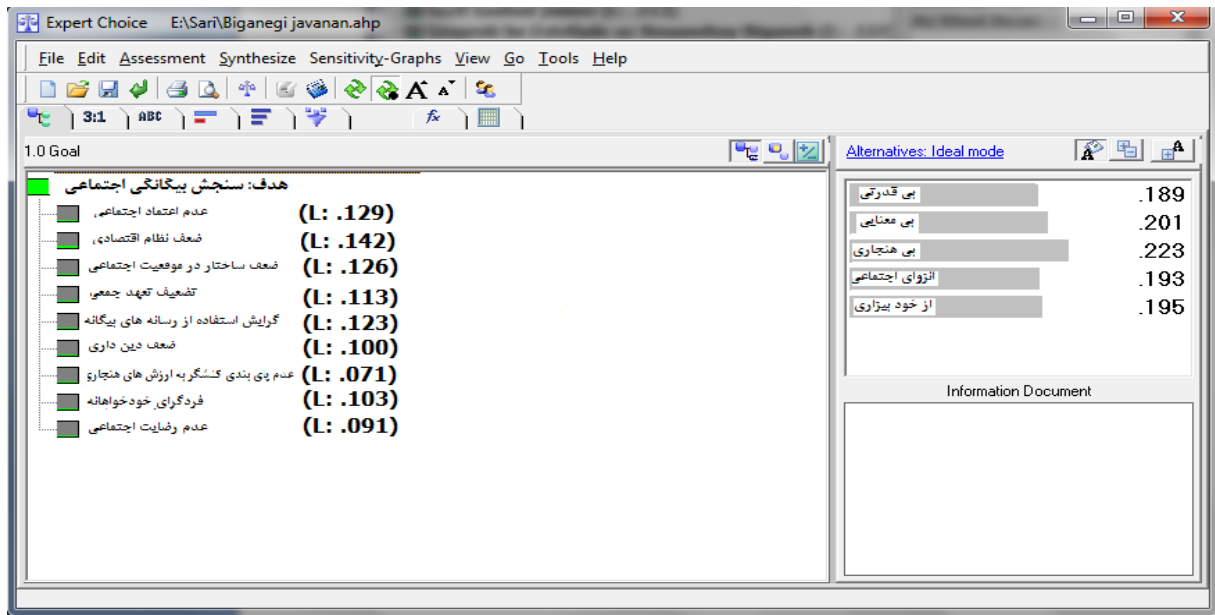 Expert Choice E:\Sari\Biganegi javanan.ahp
File Edit Assessment Synthesize Sensitivity-Graphs View Go Tools Help
3:1 ABC fx
1.0 Goal
Alternatives: Ideal mode
هدف: سنجش بیگانگی اجتماعی
عدم اعتماد اجتماعی (L: .129)
ضعف نظام اقتصادی (L: .142)
ضعف ساختار در موقعیت اجتماعی (L: .126)
تضعیف تعهد جمعی (L: .113)
گرایش استفاده از رسانه های بیگانه (L: .123)
ضعف دین داری (L: .100)
عدم پای بندی کنشگر به ارزش های هنجاری (L: .071)
فردگرای خودخواهانه (L: .103)
عدم رضایت اجتماعی (L: .091)
بی قدرتی .189
بی معنایی .201
بی هنجاری .223
انزوای اجتماعی .193
از خود بیزاری .195
Information Document